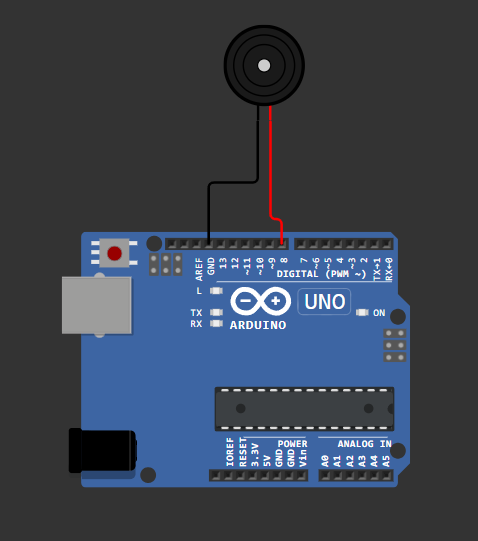 AREF
GND
13
12
~11
~10
~9
8
7
~6
~5
4
~3
2
TX→1
RX←0
DIGITAL (PWM ~)
L
TX
RX
UNO
ON
ARDUINO
POWER
ANALOG IN
IOREF
RESET
3.3V
5V
GND
GND
Vin
A0
A1
A2
A3
A4
A5